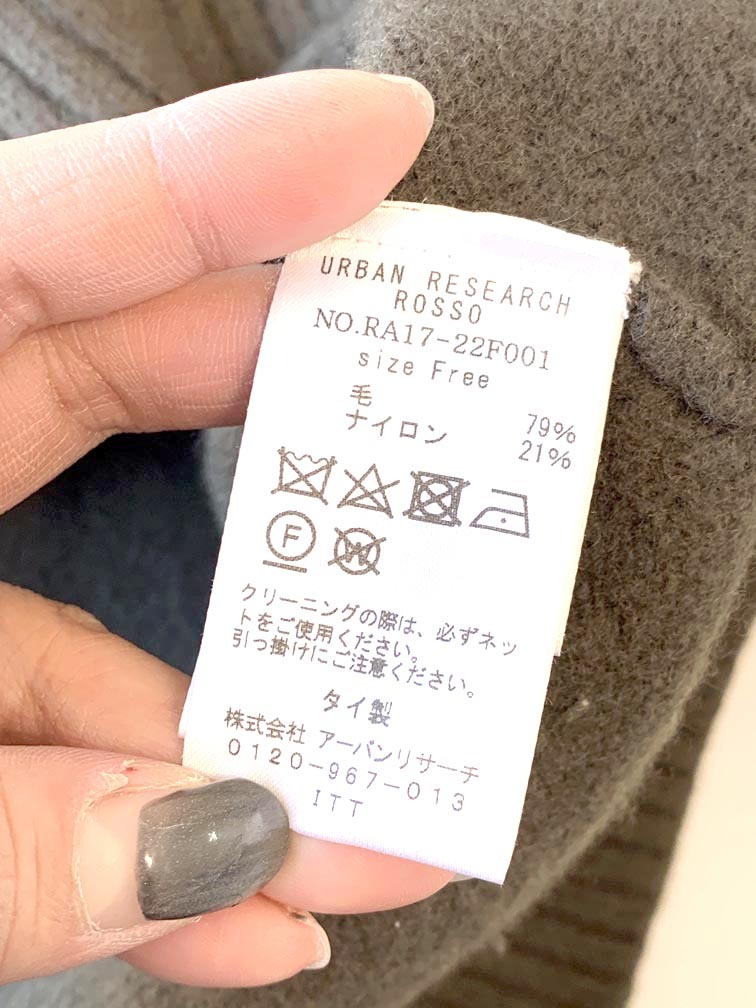 URBAN RESEARCH
ROSSO
NO.RA17-22F001
size Free
毛 79%
ナイロン 21%
F W
クリーニングの際は、必ずネッ
トをご使用ください。
引っ掛けにご注意ください。
タイ製
株式会社 アーバンリサーチ
0120-967-013
ITT